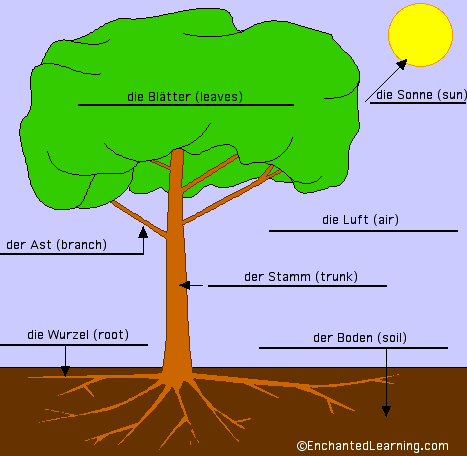 die Blätter (leaves)
die Sonne (sun)
die Luft (air)
der Ast (branch)
der Stamm (trunk)
die Wurzel (root)
der Boden (soil)
©EnchantedLearning.com